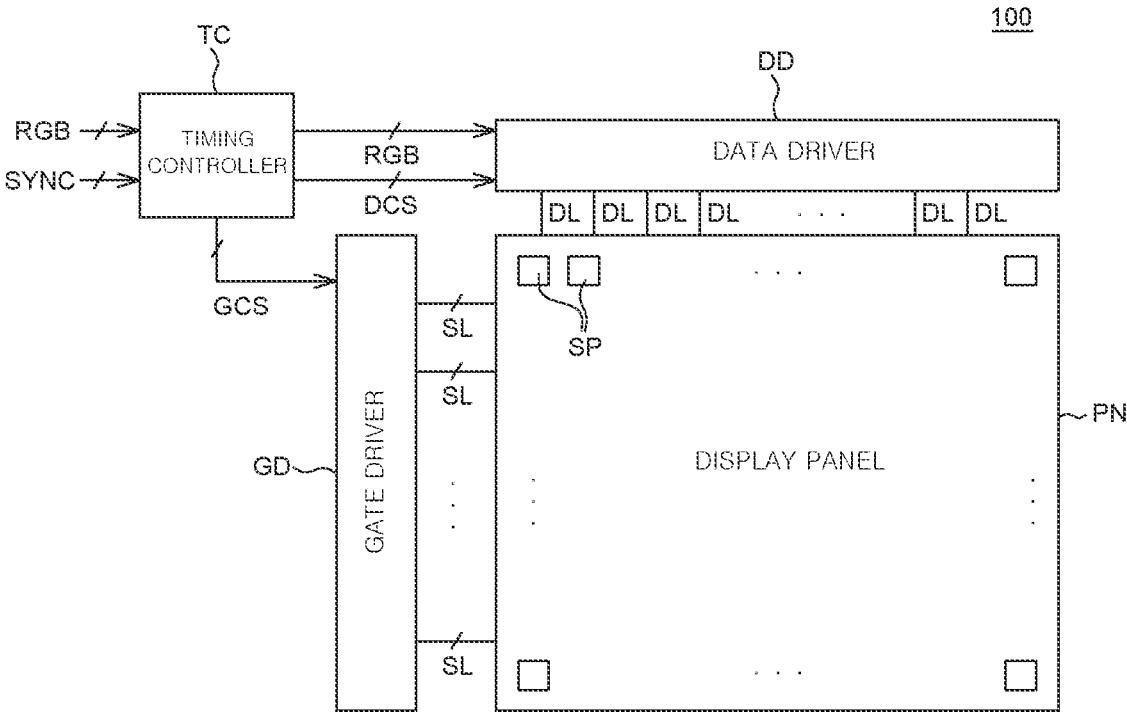 100
TC
DD
RGB
TIMING
CONTROLLER
SYNC
RGB
DCS
DATA DRIVER
DL DL DL DL . . . DL DL
GCS
SL
SP
SL
PN
GD
GATE DRIVER
DISPLAY PANEL
SL